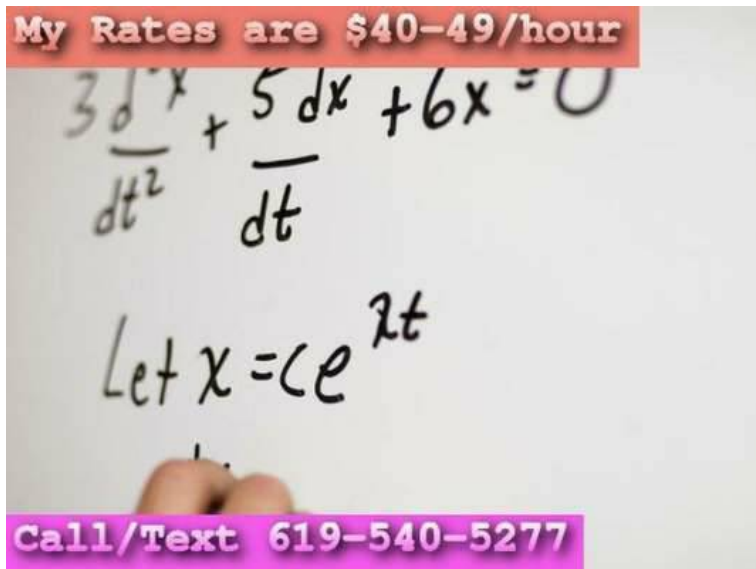 My Rates are $40-49/hour
3d²x + 5dx + 6x = 0
dt² dt
Let x = ce^λt
Call/Text 619-540-5277